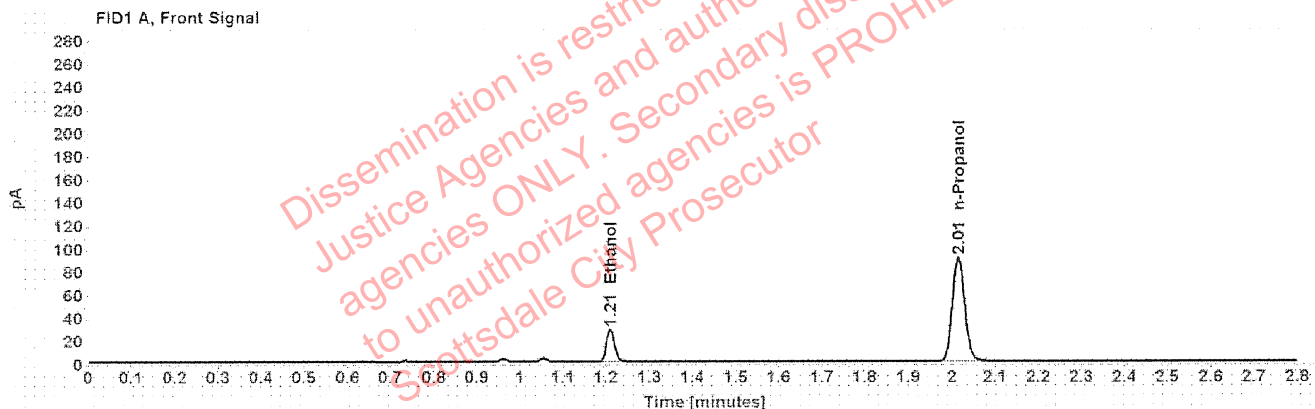 FID1 A, Front Signal
280
260
240
220
200
180
160
140
120
100
80
60
40
20
0
pA
1.21 Ethanol
2.01 n-Propanol
0 0.1 0.2 0.3 0.4 0.5 0.6 0.7 0.8 0.9 1 1.1 1.2 1.3 1.4 1.5 1.6 1.7 1.8 1.9 2 2.1 2.2 2.3 2.4 2.5 2.6 2.7 2.8
Time [minutes]
Dissemination is restric
Justice Agencies and autho
agencies ONLY. Secondary dis
to unauthorized agencies is PROHIB
Scottsdale City Prosecutor